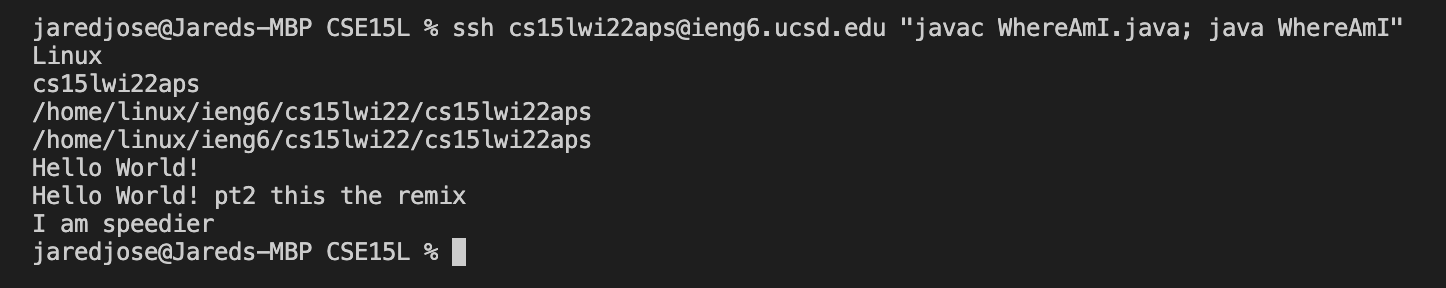 jaredjose@Jareds-MBP CSE15L % ssh cs15lwi22aps@ieng6.ucsd.edu "javac WhereAmI.java; java WhereAmI"
Linux
cs15lwi22aps
/home/linux/ieng6/cs15lwi22/cs15lwi22aps
/home/linux/ieng6/cs15lwi22/cs15lwi22aps
Hello World!
Hello World! pt2 this the remix
I am speedier
jaredjose@Jareds-MBP CSE15L %